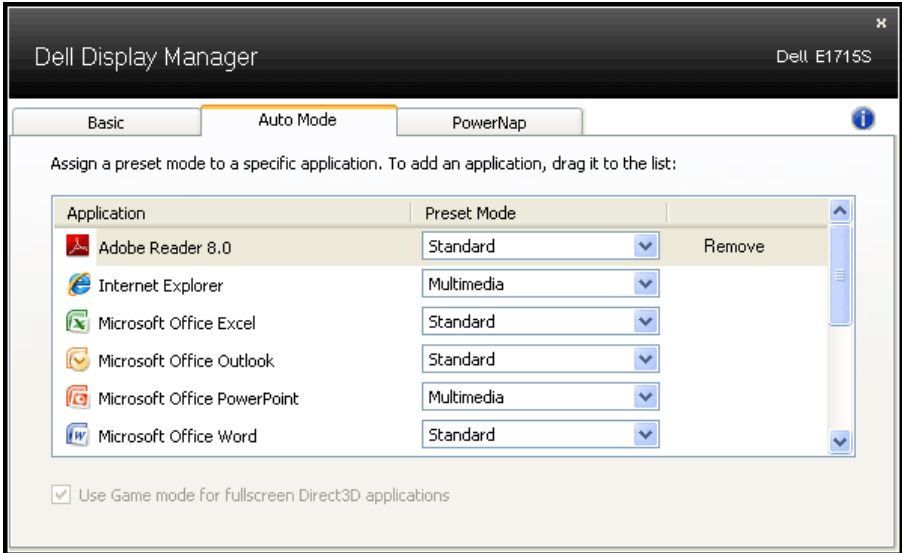 Dell Display Manager
Dell E1715S
Basic
Auto Mode
PowerNap
Assign a preset mode to a specific application. To add an application, drag it to the list:
Application Preset Mode
Adobe Reader 8.0 Standard Remove
Internet Explorer Multimedia
Microsoft Office Excel Standard
Microsoft Office Outlook Standard
Microsoft Office PowerPoint Multimedia
Microsoft Office Word Standard
Use Game mode for fullscreen Direct3D applications